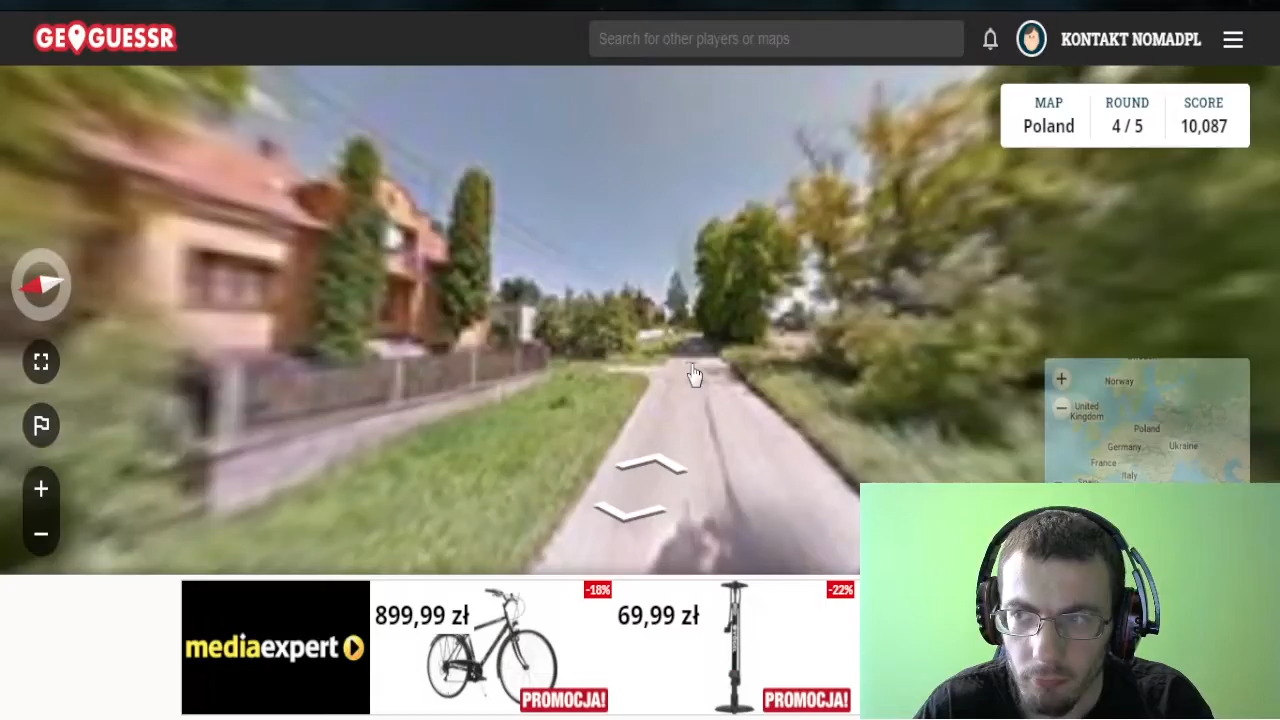 GEOGUESSR
Search for other players or maps
KONTAKT NOMADPL
MAP
Poland
ROUND
4 / 5
SCORE
10,087
+
−
Norway
United
Kingdom
Poland
Germany
Ukraine
France
Italy
+
−
mediaexpert
899,99 zł
-18%
PROMOCJA!
69,99 zł
-22%
PROMOCJA!